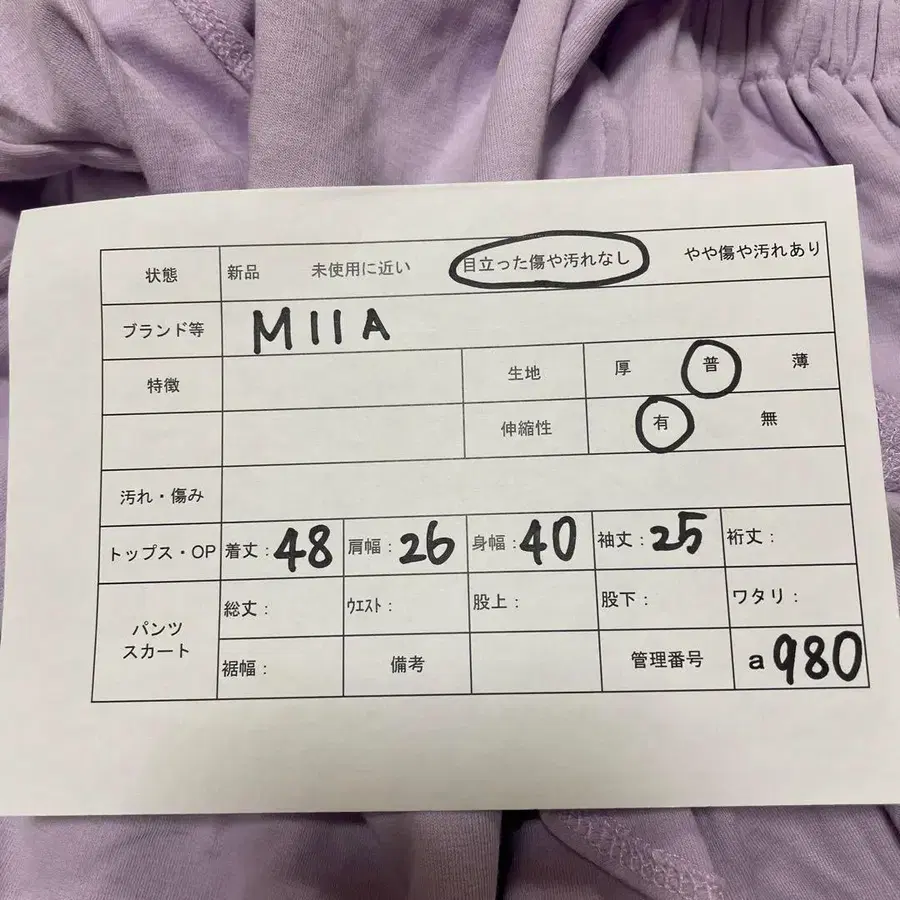 状態 新品 未使用に近い 目立った傷や汚れなし やや傷や汚れあり
ブランド等 MIIA
特徴 生地 厚 普 薄
伸縮性 有 無
汚れ・傷み
トップス・OP 着丈：48 肩幅：26 身幅：40 袖丈：25 裄丈：
パンツ スカート 総丈： ウエスト： 股上： 股下： ワタリ：
裾幅： 備考 管理番号 a980